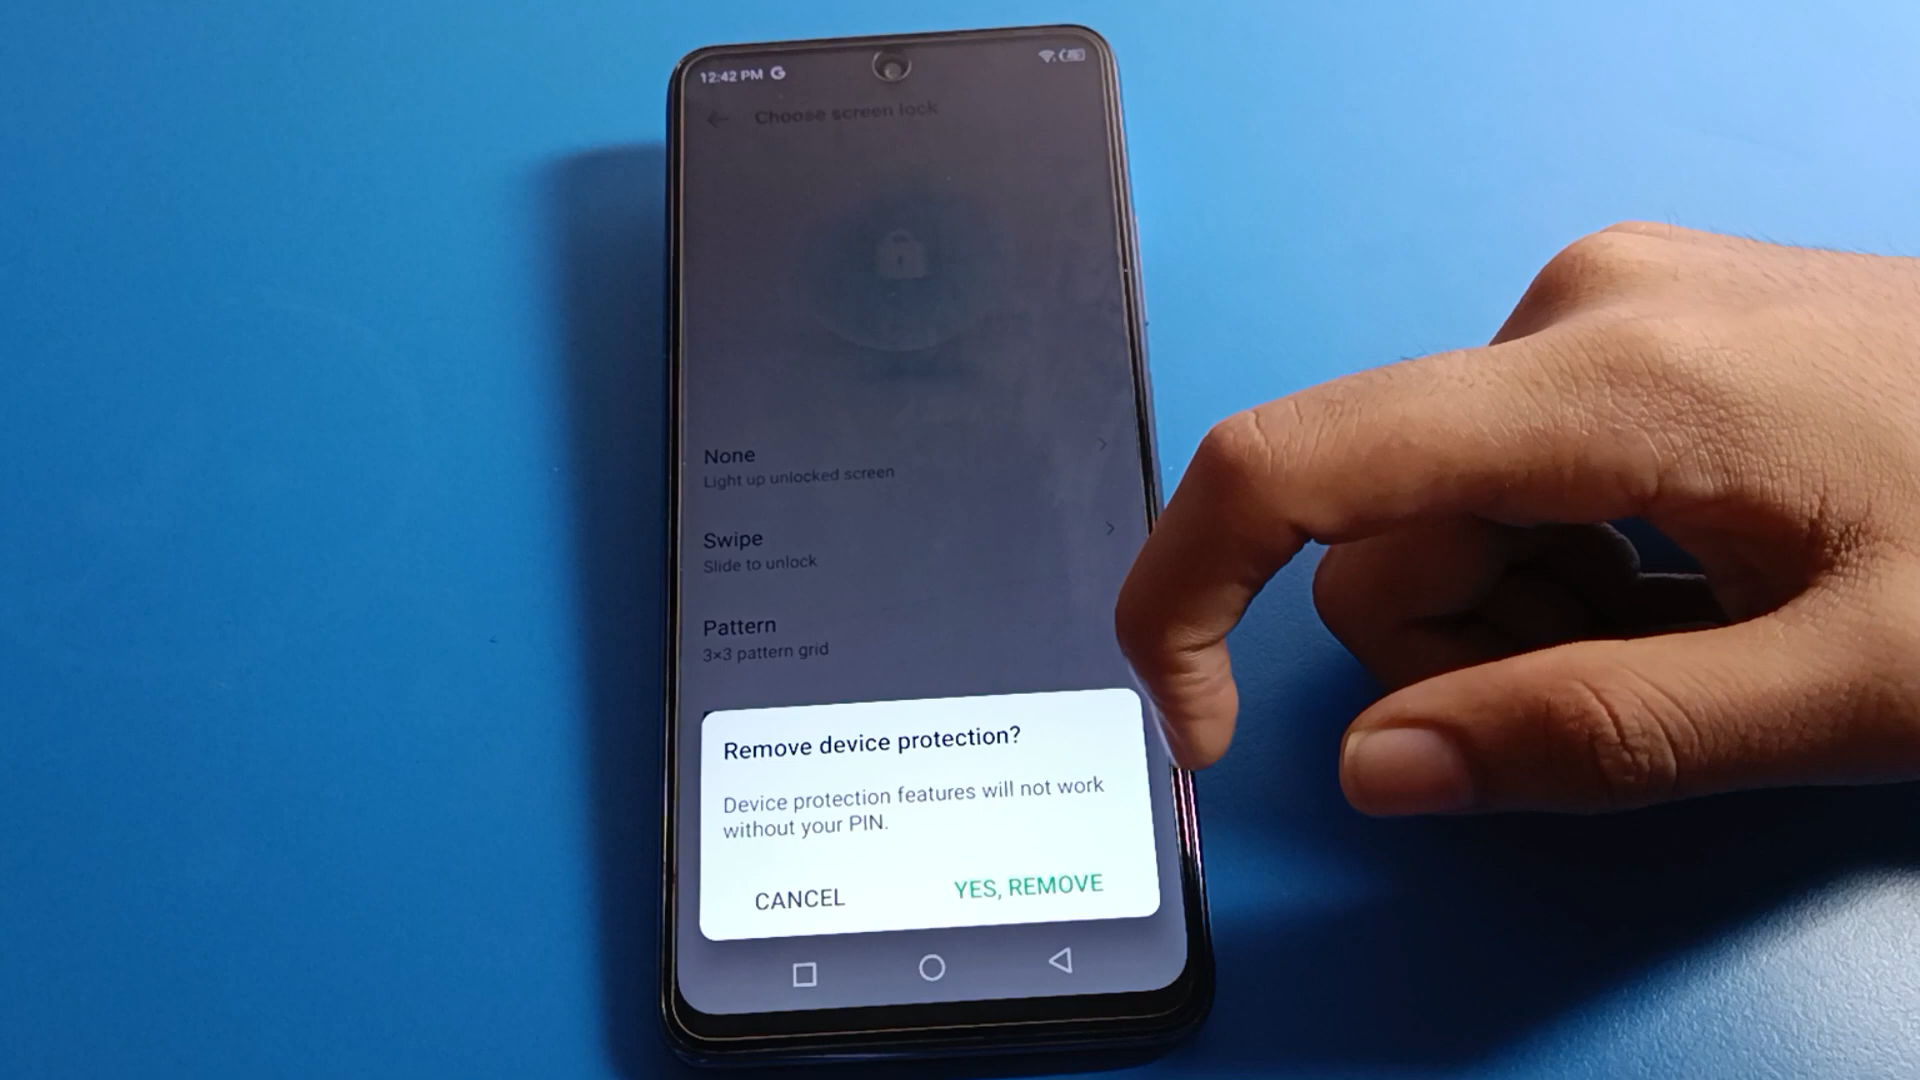 12:42 PM G
Choose screen lock
None
Light up unlocked screen
Swipe
Slide to unlock
Pattern
3×3 pattern grid
Remove device protection?
Device protection features will not work
without your PIN.
CANCEL
YES, REMOVE